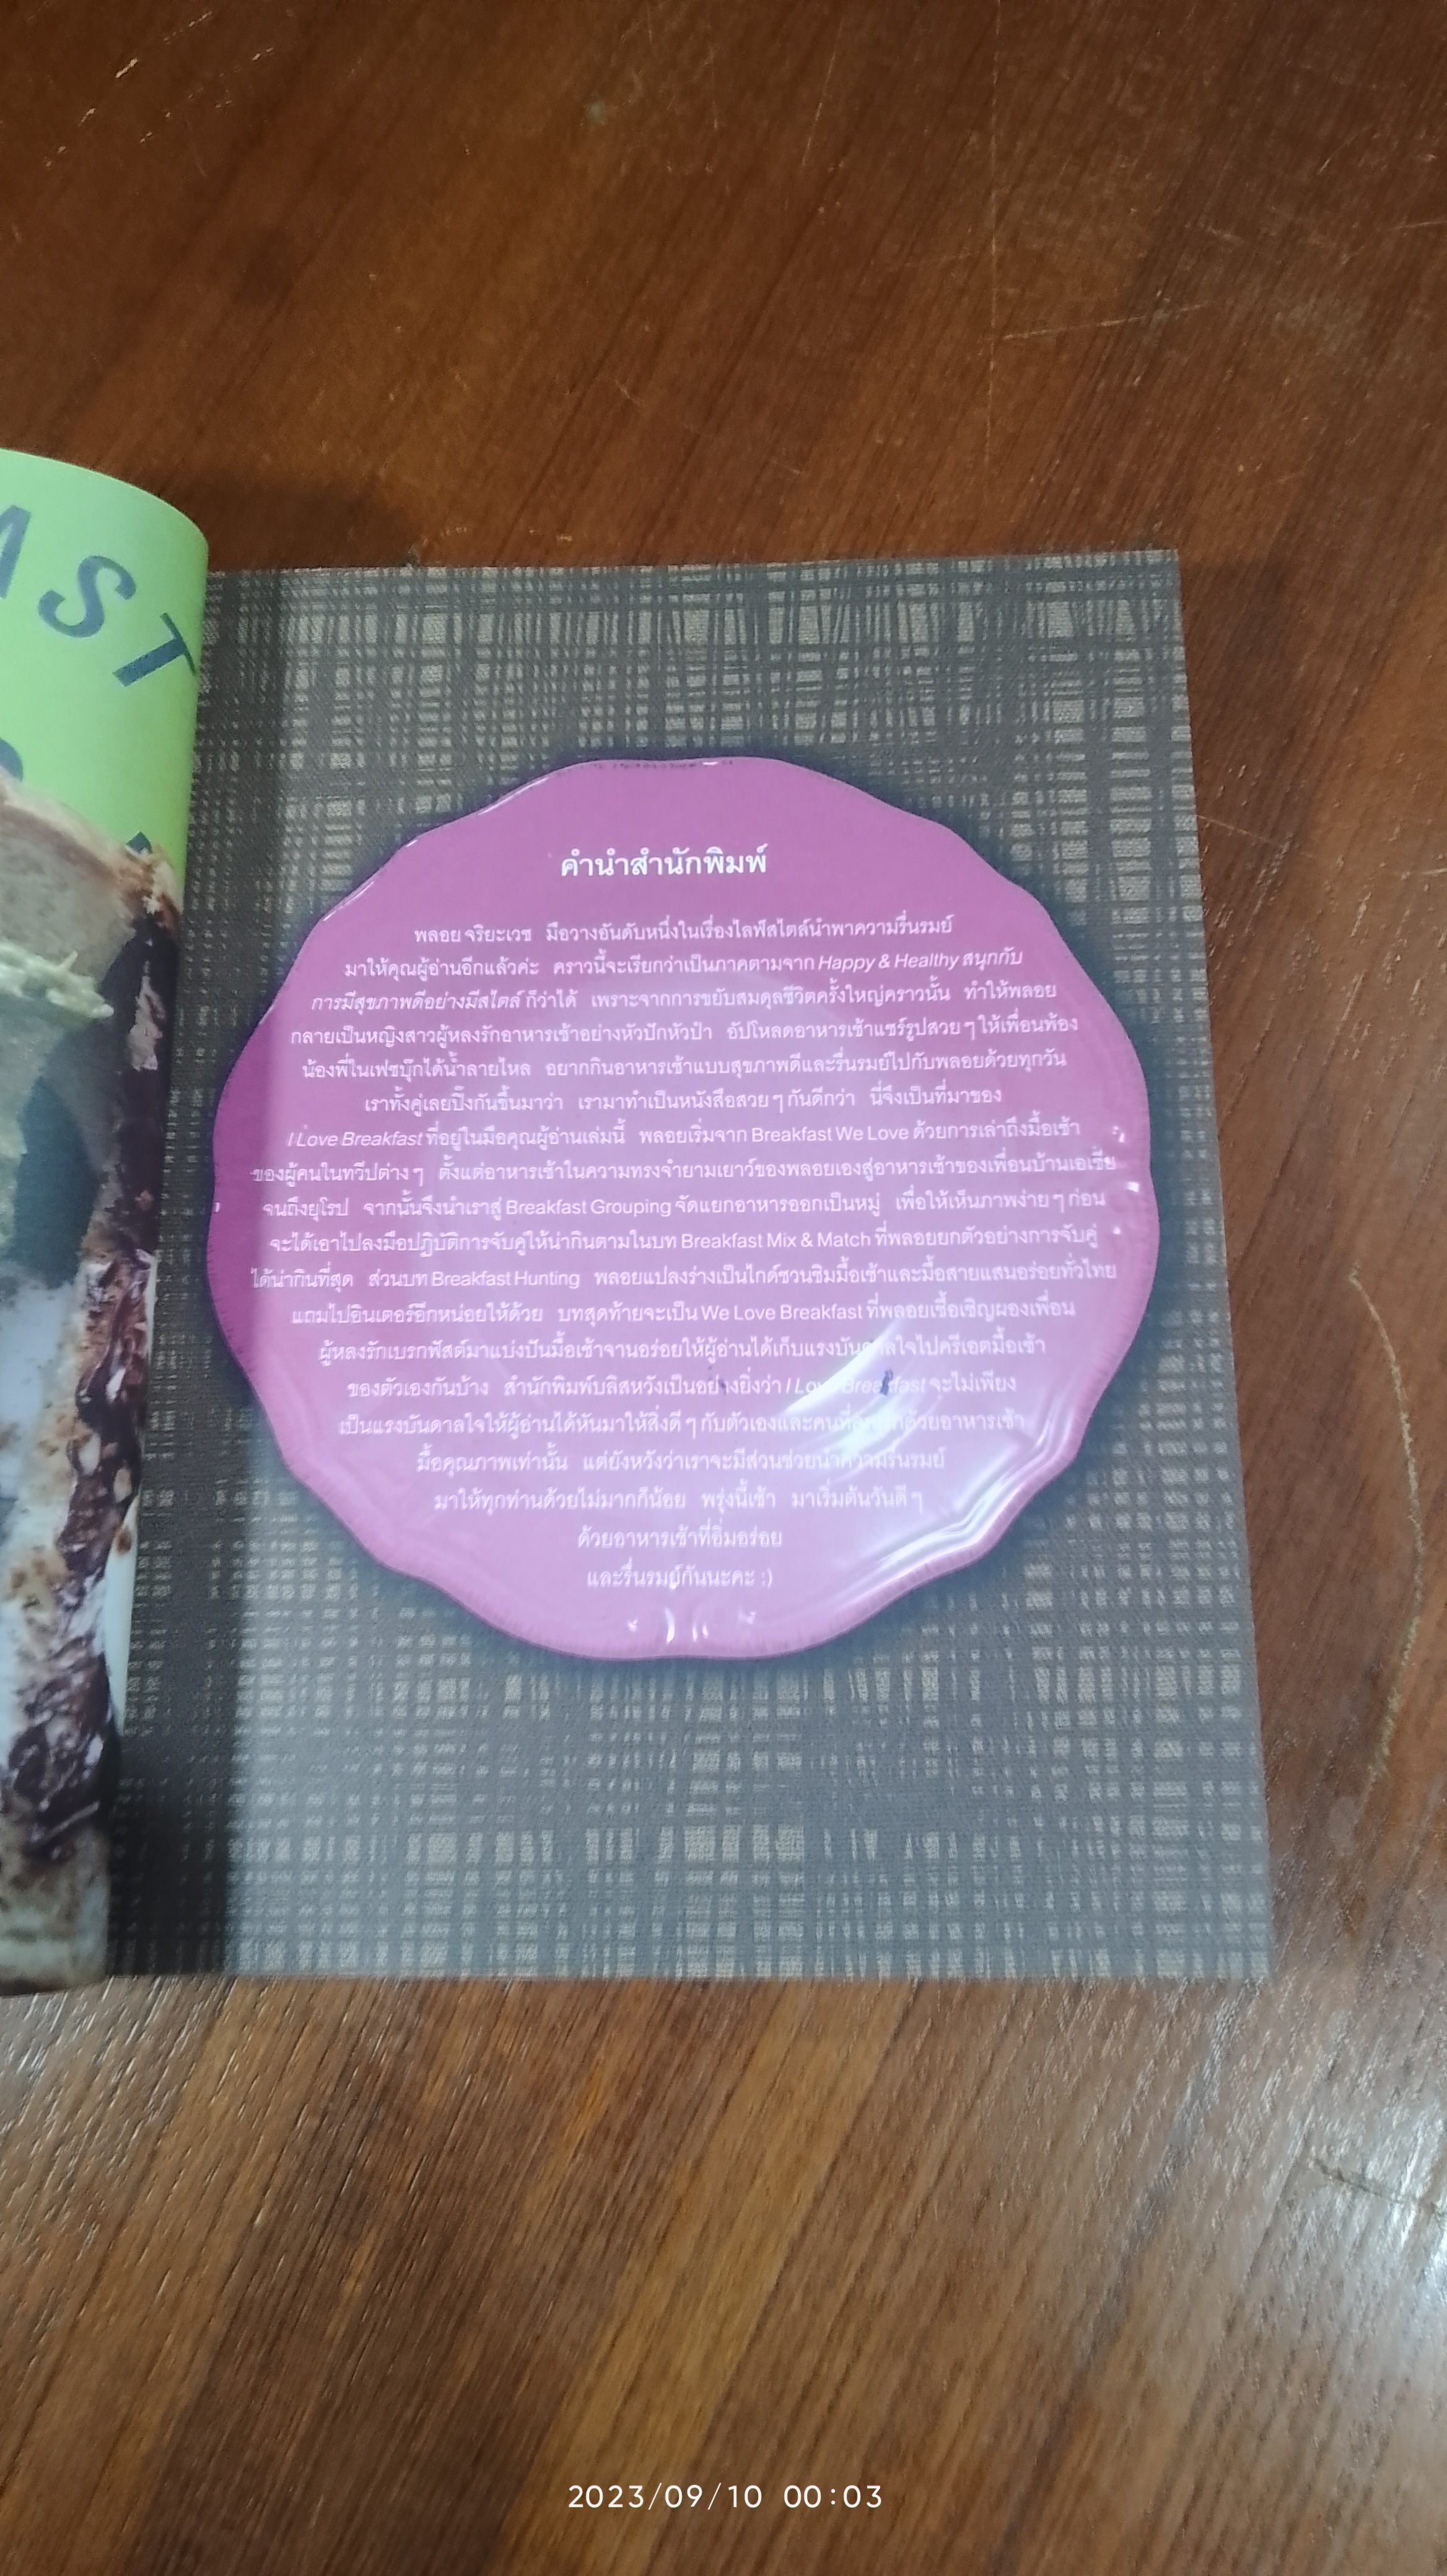 AST
คำนำสำนักพิมพ์
พลอย จริยะเวช มือวางอันดับหนึ่งในเรื่องไลฟ์สไตล์นำพาความรื่นรมย์
มาให้คุณผู้อ่านอีกแล้วค่ะ คราวนี้จะเรียกว่าเป็นภาคตามจาก Happy & Healthy สนุกกับ
การมีสุขภาพดีอย่างมีสไตล์ ก็ว่าได้ เพราะจากการขยับสมดุลชีวิตครั้งใหญ่คราวนั้น ทำให้พลอย
กลายเป็นหญิงสาวผู้หลงรักอาหารเช้าอย่างหัวปักหัวปำ อัปโหลดอาหารเช้าแชร์รูปสวย ๆ ให้เพื่อนพ้อง
น้องพี่ในเฟซบุ๊กได้น้ำลายไหล อยากกินอาหารเช้าแบบสุขภาพดีและรื่นรมย์ไปกับพลอยด้วยทุกวัน
เราทั้งคู่เลยปิ๊งกันขึ้นมาว่า เรามาทำเป็นหนังสือสวย ๆ กันดีกว่า นี่จึงเป็นที่มาของ
I Love Breakfast ที่อยู่ในมือคุณผู้อ่านเล่มนี้ พลอยเริ่มจาก Breakfast We Love ด้วยการเล่าถึงมื้อเช้า
ของผู้คนในทวีปต่าง ๆ ตั้งแต่อาหารเช้าในความทรงจำยามเยาว์ของพลอยเองสู่อาหารเช้าของเพื่อนบ้านเอเชีย
จนถึงยุโรป จากนั้นจึงนำเราสู่ Breakfast Grouping จัดแยกอาหารออกเป็นหมู่ เพื่อให้เห็นภาพง่าย ๆ ก่อน
จะได้เอาไปลงมือปฏิบัติการจับคู่ให้น่ากินตามในบท Breakfast Mix & Match ที่พลอยยกตัวอย่างการจับคู่
ได้น่ากินที่สุด ส่วนบท Breakfast Hunting พลอยแปลงร่างเป็นไกด์ชวนชิมมื้อเช้าและมื้อสายแสนอร่อยทั่วไทย
แถมไปอินเตอร์อีกหน่อยให้ด้วย บทสุดท้ายจะเป็น We Love Breakfast ที่พลอยเชื้อเชิญผองเพื่อน
ผู้หลงรักเบรกฟัสต์มาแบ่งปันมื้อเช้าจานอร่อยให้ผู้อ่านได้เก็บแรงบันดาลใจไปครีเอตมื้อเช้า
ของตัวเองกันบ้าง สำนักพิมพ์บลิสหวังเป็นอย่างยิ่งว่า I Love Breakfast จะไม่เพียง
เป็นแรงบันดาลใจให้ผู้อ่านได้หันมาให้สิ่งดี ๆ กับตัวเองและคนที่ ด้วยอาหารเช้า
มื้อคุณภาพเท่านั้น แต่ยังหวังว่าเราจะมีส่วนช่วยนำความรื่นรมย์
มาให้ทุกท่านด้วยไม่มากก็น้อย พรุ่งนี้เช้า มาเริ่มต้นวันดี ๆ
ด้วยอาหารเช้าที่อิ่มอร่อย
และรื่นรมย์กันนะคะ :)
2023/09/10 00:03